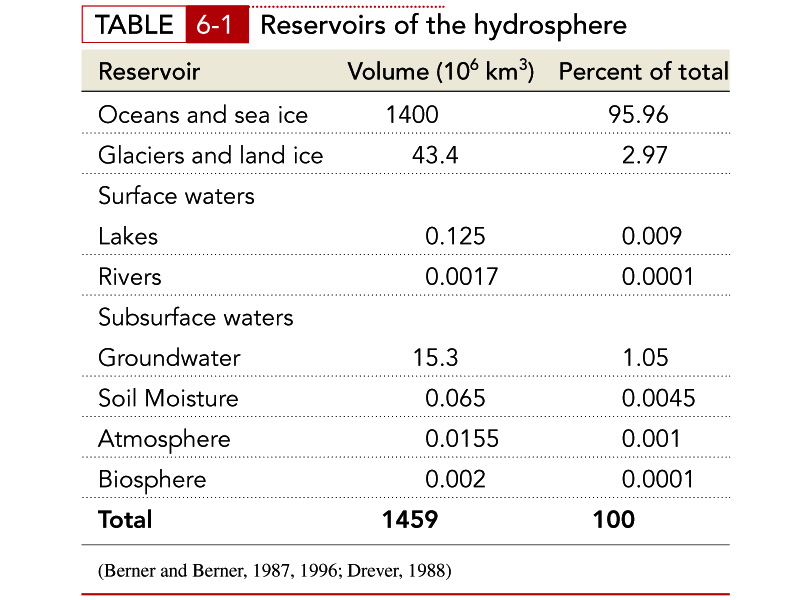 TABLE 6-1 Reservoirs of the hydrosphere
Reservoir Volume (10⁶ km³) Percent of total
Oceans and sea ice 1400 95.96
Glaciers and land ice 43.4 2.97
Surface waters
Lakes 0.125 0.009
Rivers 0.0017 0.0001
Subsurface waters
Groundwater 15.3 1.05
Soil Moisture 0.065 0.0045
Atmosphere 0.0155 0.001
Biosphere 0.002 0.0001
Total 1459 100
(Berner and Berner, 1987, 1996; Drever, 1988)